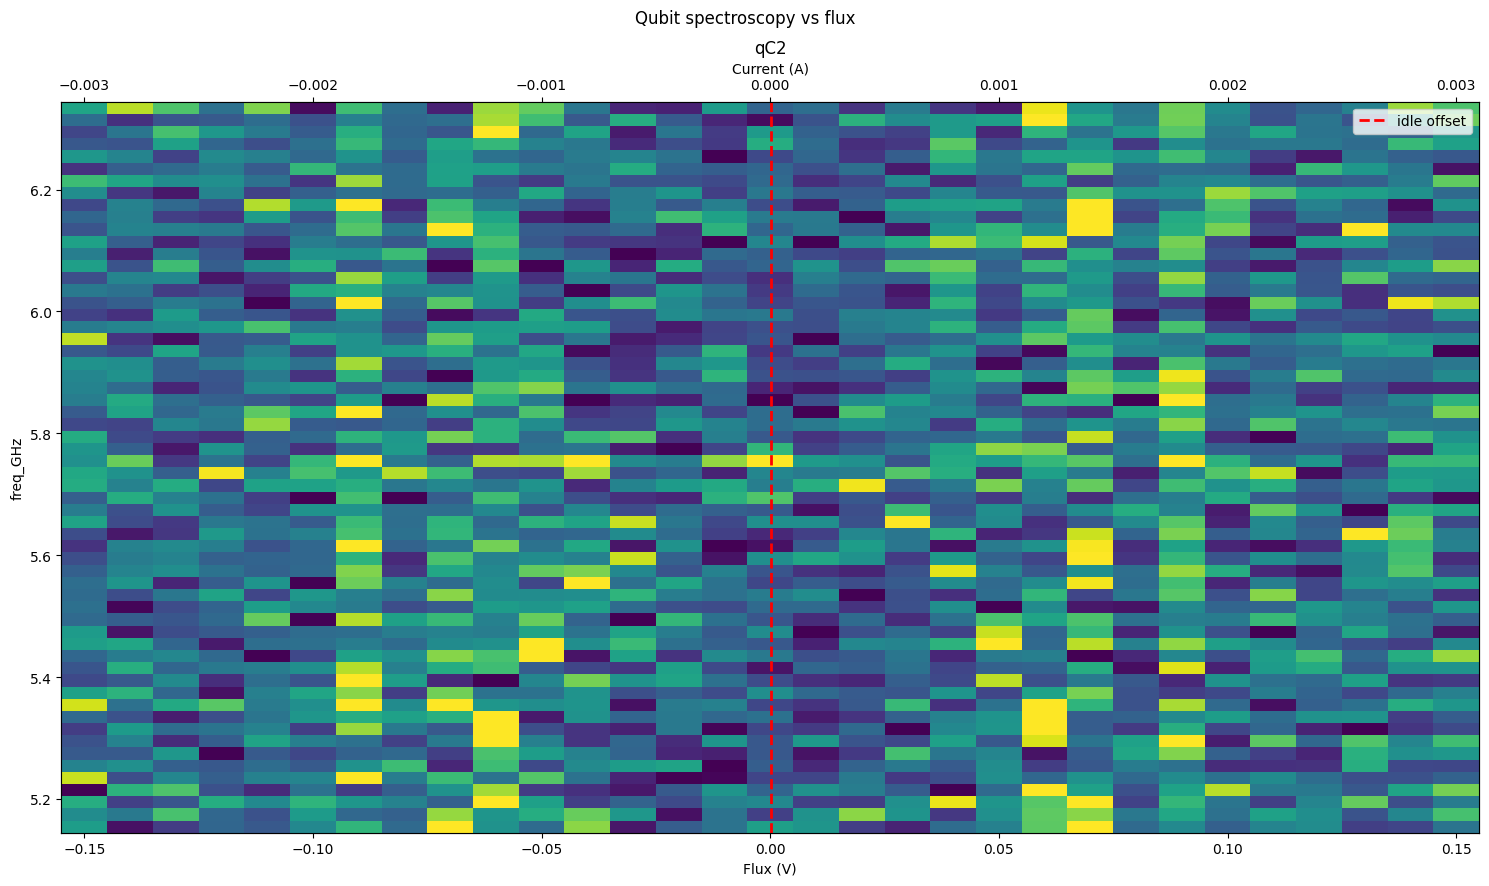 Qubit spectroscopy vs flux
qC2
Current (A)
−0.003 −0.002 −0.001 0.000 0.001 0.002 0.003
idle offset
6.2
6.0
5.8
5.6
5.4
5.2
freq_GHz
−0.15 −0.10 −0.05 0.00 0.05 0.10 0.15
Flux (V)